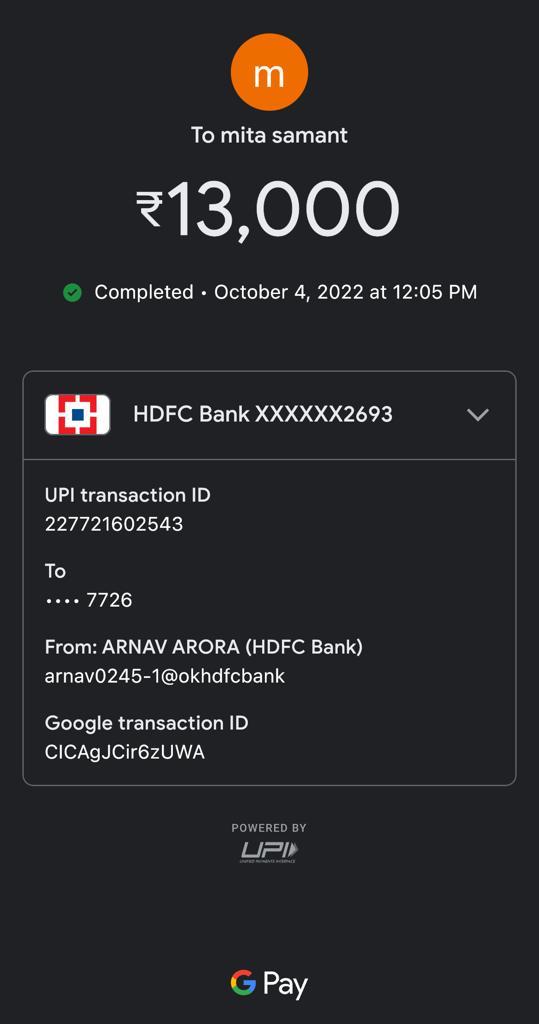 m
To mita samant
₹13,000
Completed • October 4, 2022 at 12:05 PM
HDFC Bank XXXXXX2693
UPI transaction ID
227721602543
To
•••• 7726
From: ARNAV ARORA (HDFC Bank)
arnav0245-1@okhdfcbank
Google transaction ID
CICAgJCir6zUWA
POWERED BY
UPI
UNIFIED PAYMENTS INTERFACE
G Pay